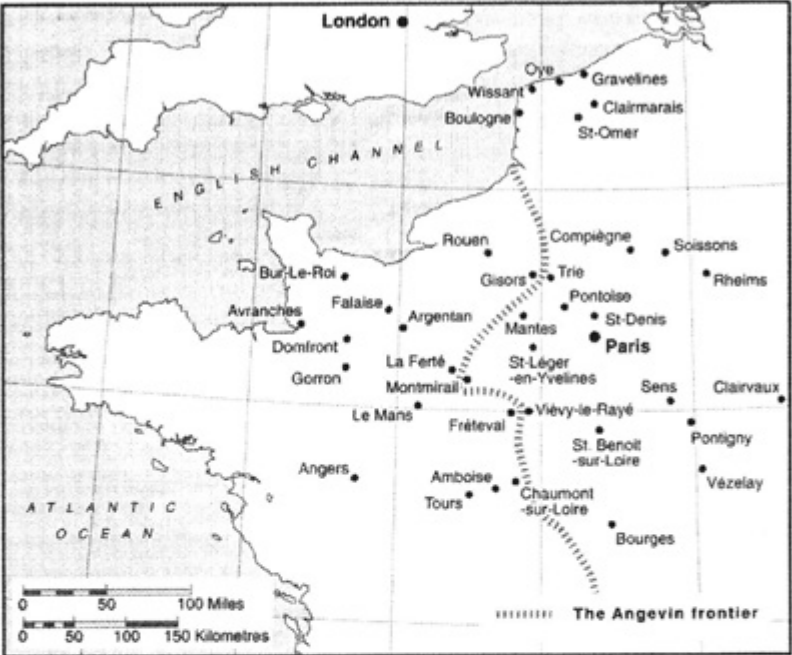 London
Oye
Gravelines
Wissant
Clairmarais
Boulogne
St-Omer
ENGLISH CHANNEL
Rouen
Compiègne
Soissons
Bur-Le-Roi
Gisors
Trie
Rheims
Falaise
Pontoise
Avranches
Argentan
Mantes
St-Denis
Domfront
Paris
La Ferté
St-Léger
-en-Yvelines
Gorron
Montmirail
Sens
Clairvaux
Le Mans
Fréteval
Viévy-le-Rayé
St. Benoit
-sur-Loire
Pontigny
Angers
Amboise
Vézelay
Tours
Chaumont
-sur-Loire
ATLANTIC
OCEAN
Bourges
0 50 100 Miles
0 50 100 150 Kilometres
The Angevin frontier